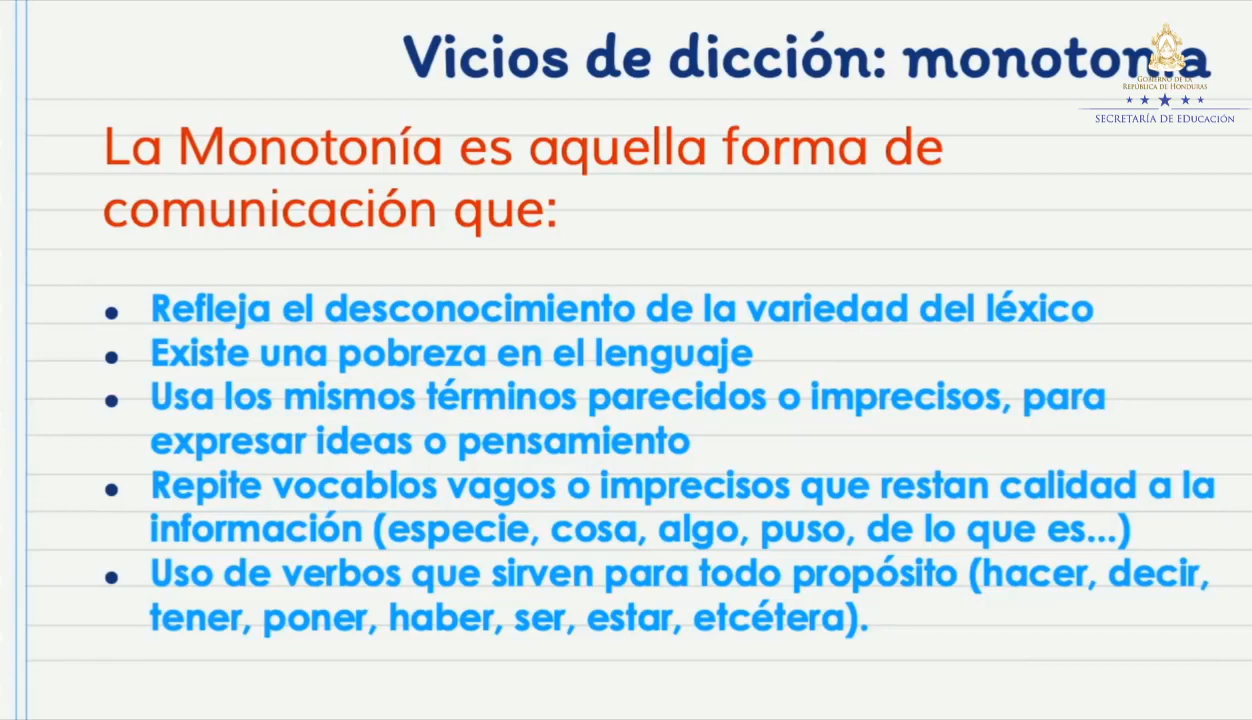 Vicios de dicción: monotonía
GOBIERNO DE LA
REPÚBLICA DE HONDURAS
SECRETARÍA DE EDUCACIÓN
La Monotonía es aquella forma de
comunicación que:
• Refleja el desconocimiento de la variedad del léxico
• Existe una pobreza en el lenguaje
• Usa los mismos términos parecidos o imprecisos, para
expresar ideas o pensamiento
• Repite vocablos vagos o imprecisos que restan calidad a la
información (especie, cosa, algo, puso, de lo que es...)
• Uso de verbos que sirven para todo propósito (hacer, decir,
tener, poner, haber, ser, estar, etcétera).